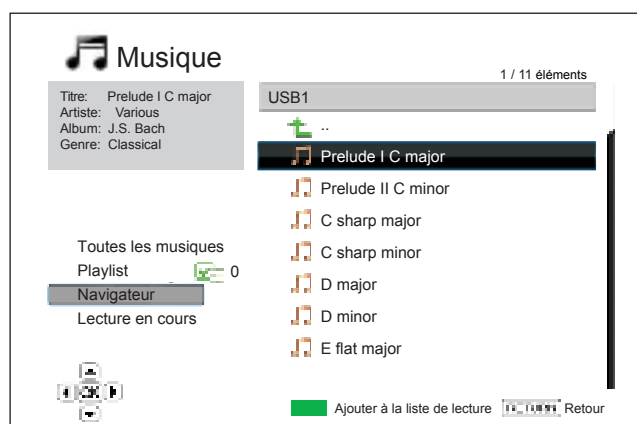 Musique
1 / 11 éléments
Titre: Prelude I C major
Artiste: Various
Album: J.S. Bach
Genre: Classical
USB1
..
Prelude I C major
Prelude II C minor
C sharp major
C sharp minor
D major
D minor
E flat major
Toutes les musiques
Playlist 0
Navigateur
Lecture en cours
OK
Ajouter à la liste de lecture Retour